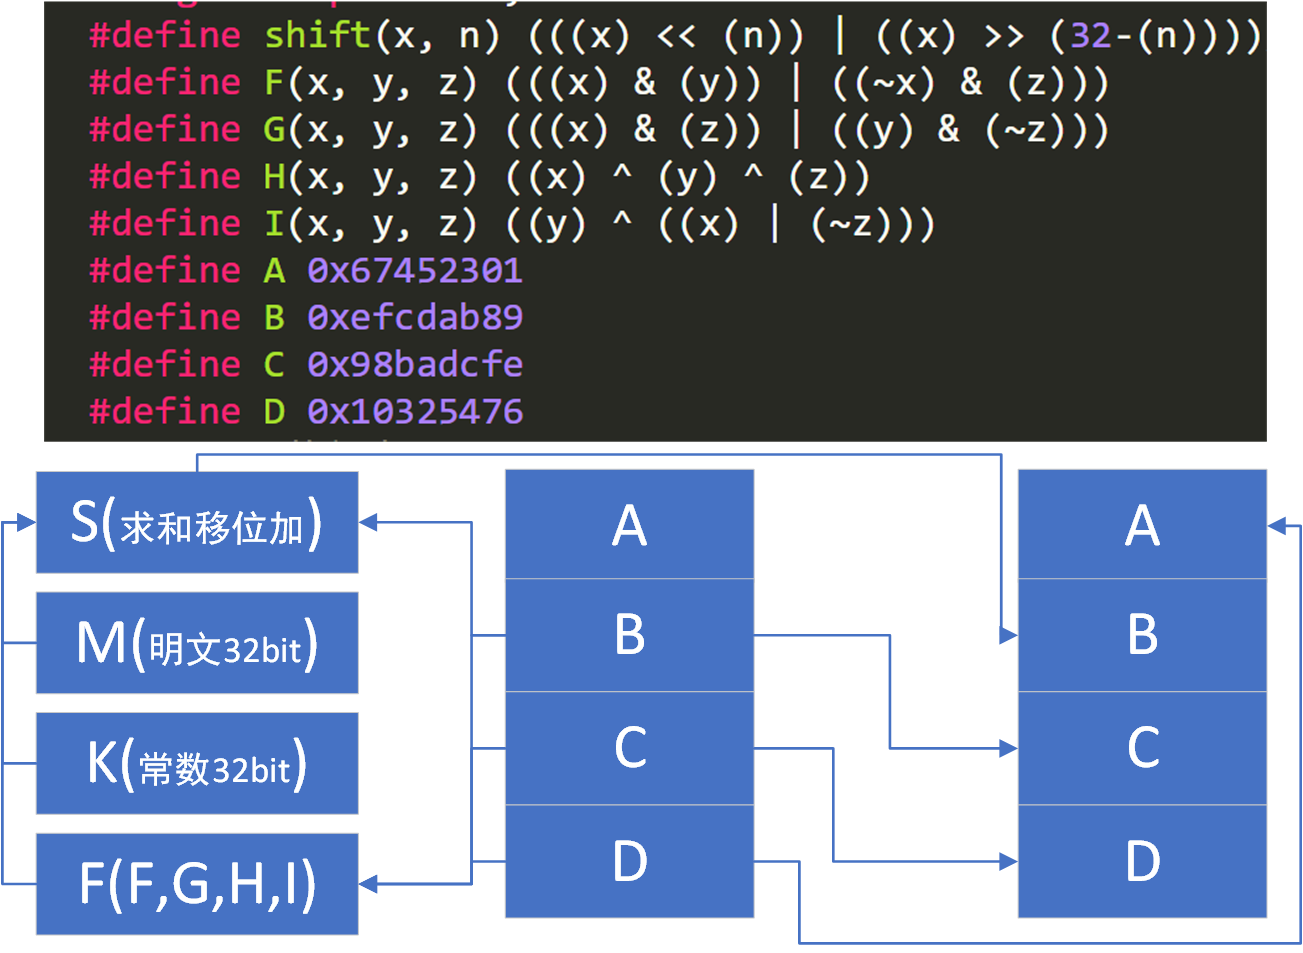 #define shift(x, n) (((x) << (n)) | ((x) >> (32-(n))))
#define F(x, y, z) (((x) & (y)) | ((~x) & (z)))
#define G(x, y, z) (((x) & (z)) | ((y) & (~z)))
#define H(x, y, z) ((x) ^ (y) ^ (z))
#define I(x, y, z) ((y) ^ ((x) | (~z)))
#define A 0x67452301
#define B 0xefcdab89
#define C 0x98badcfe
#define D 0x10325476
S(求和移位加)
M(明文32bit)
K(常数32bit)
F(F,G,H,I)
A
B
C
D
A
B
C
D